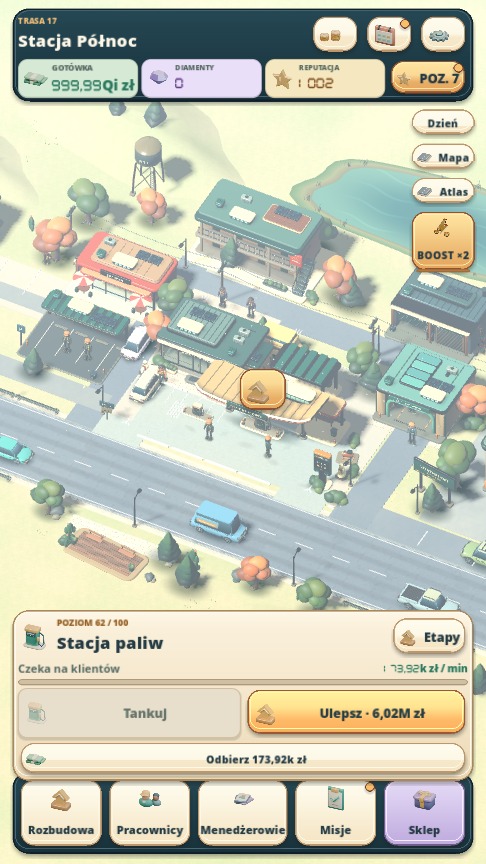 TRASA 17
Stacja Północ
GOTÓWKA
999,99Qi zł
DIAMENTY
0
REPUTACJA
1 002
POZ. 7
Dzień
Mapa
Atlas
BOOST ×2
POZIOM 62 / 100
Stacja paliw
Etapy
Czeka na klientów
173,92k zł / min
Tankuj
Ulepsz · 6,02M zł
Odbierz 173,92k zł
Rozbudowa
Pracownicy
Menedżerowie
Misje
Sklep